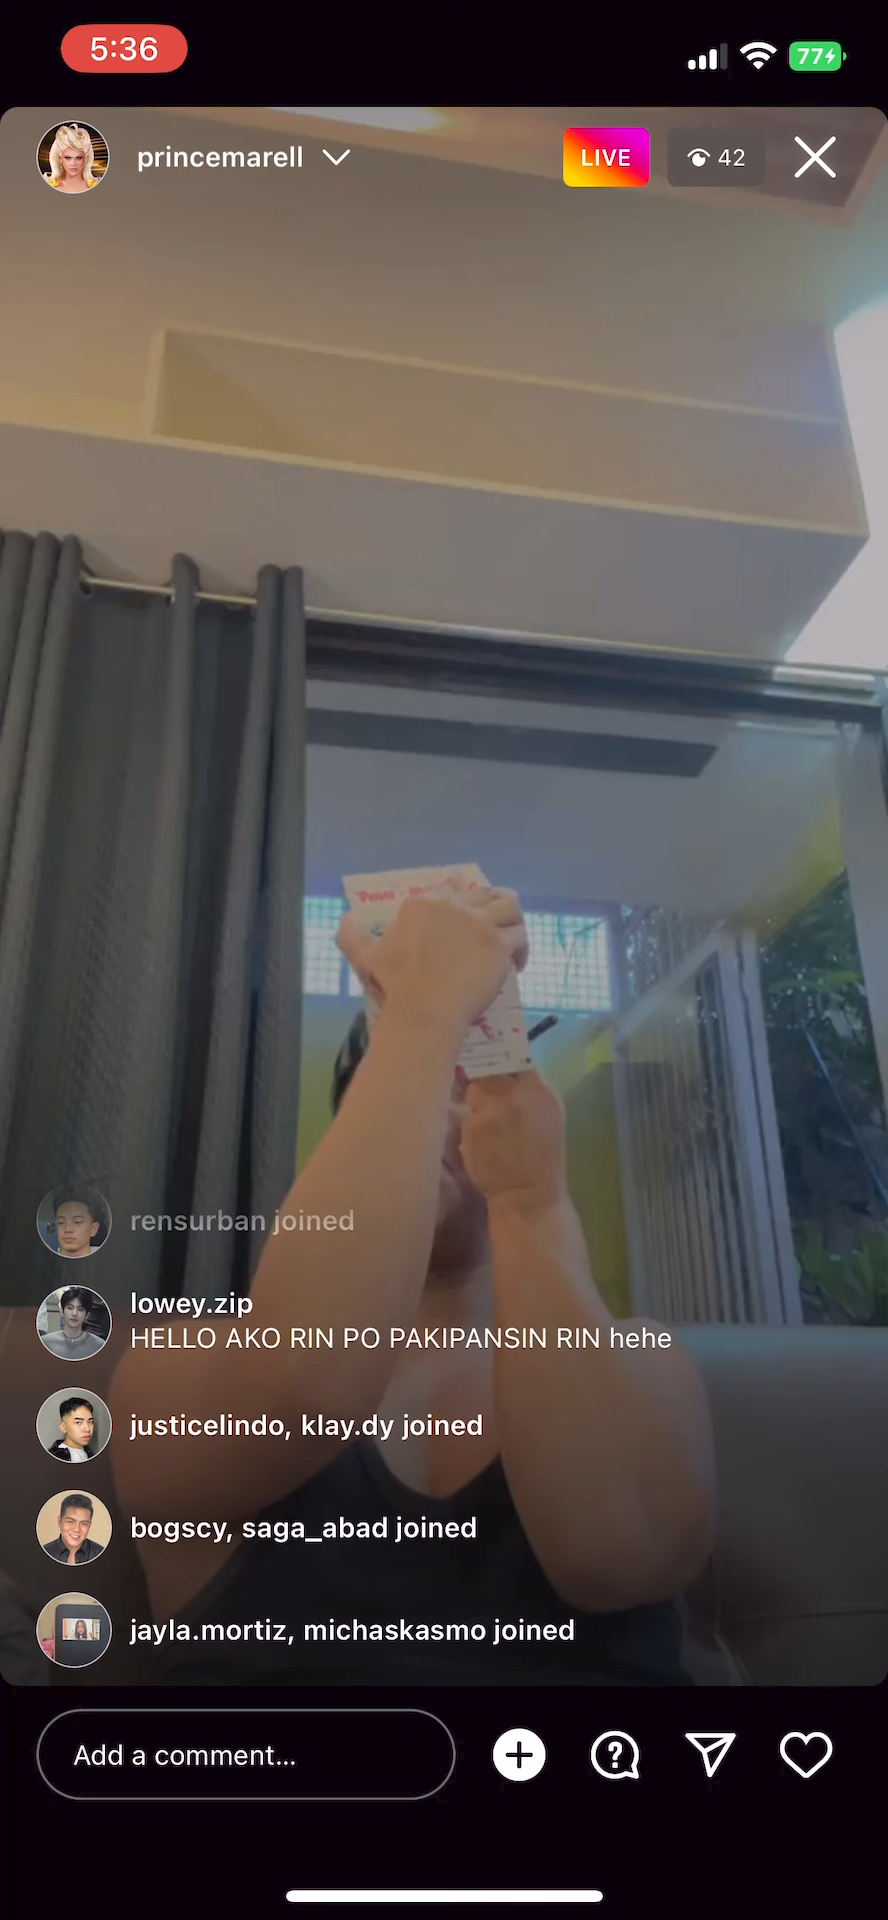 5:36
77
princemarell
LIVE
42
rensurban joined
lowey.zip
HELLO AKO RIN PO PAKIPANSIN RIN hehe
justicelindo, klay.dy joined
bogscy, saga_abad joined
jayla.mortiz, michaskasmo joined
Add a comment...